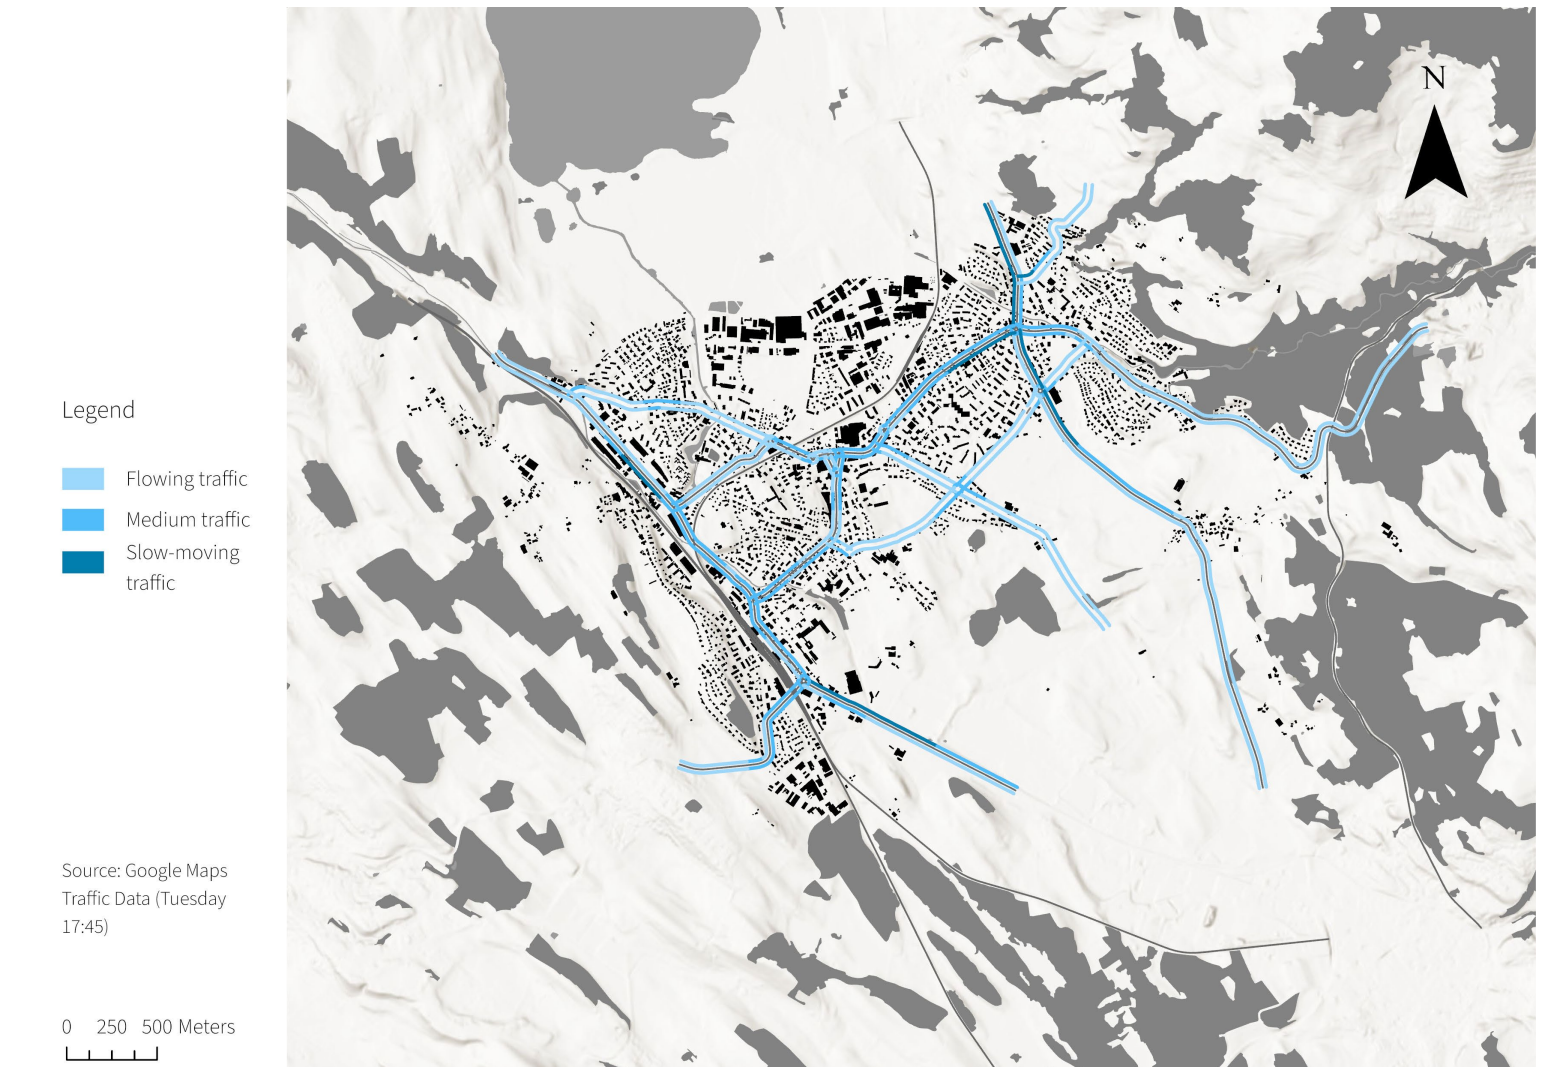 N
Legend
Flowing traffic
Medium traffic
Slow-moving
traffic
Source: Google Maps
Traffic Data (Tuesday
17:45)
0 250 500 Meters